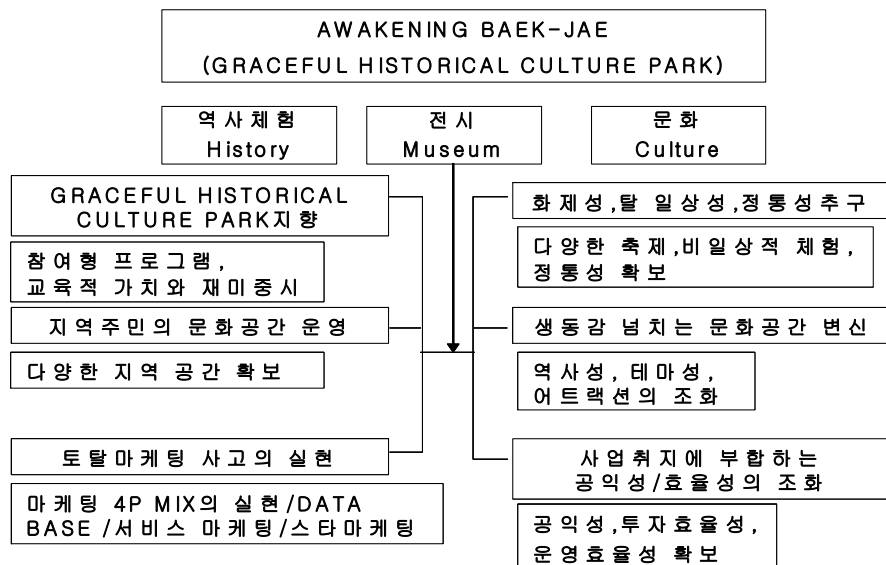 AWAKENING BAEK-JAE
(GRACEFUL HISTORICAL CULTURE PARK)
역사체험
History
전시
Museum
문화
Culture
GRACEFUL HISTORICAL
CULTURE PARK지향
참여형 프로그램,
교육적 가치와 재미중시
지역주민의 문화공간 운영
다양한 지역 공간 확보
토탈마케팅 사고의 실현
마케팅 4P MIX의 실현/DATA
BASE/서비스 마케팅/스타마케팅
화제성,탈 일상성,정통성추구
다양한 축제,비일상적 체험,
정통성 확보
생동감 넘치는 문화공간 변신
역사성, 테마성,
어트랙션의 조화
사업취지에 부합하는
공익성/효율성의 조화
공익성,투자효율성,
운영효율성 확보